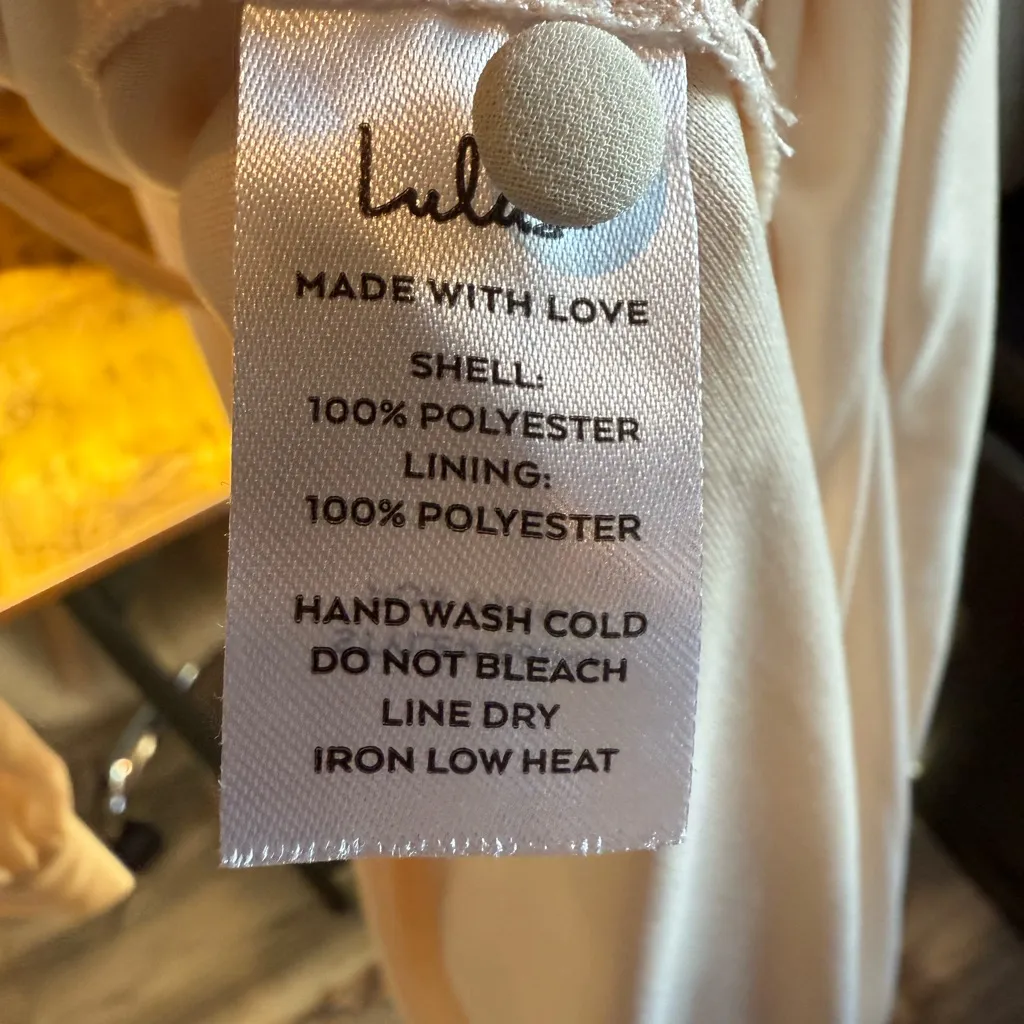 Lulus
MADE WITH LOVE
SHELL:
100% POLYESTER
LINING:
100% POLYESTER
HAND WASH COLD
DO NOT BLEACH
LINE DRY
IRON LOW HEAT